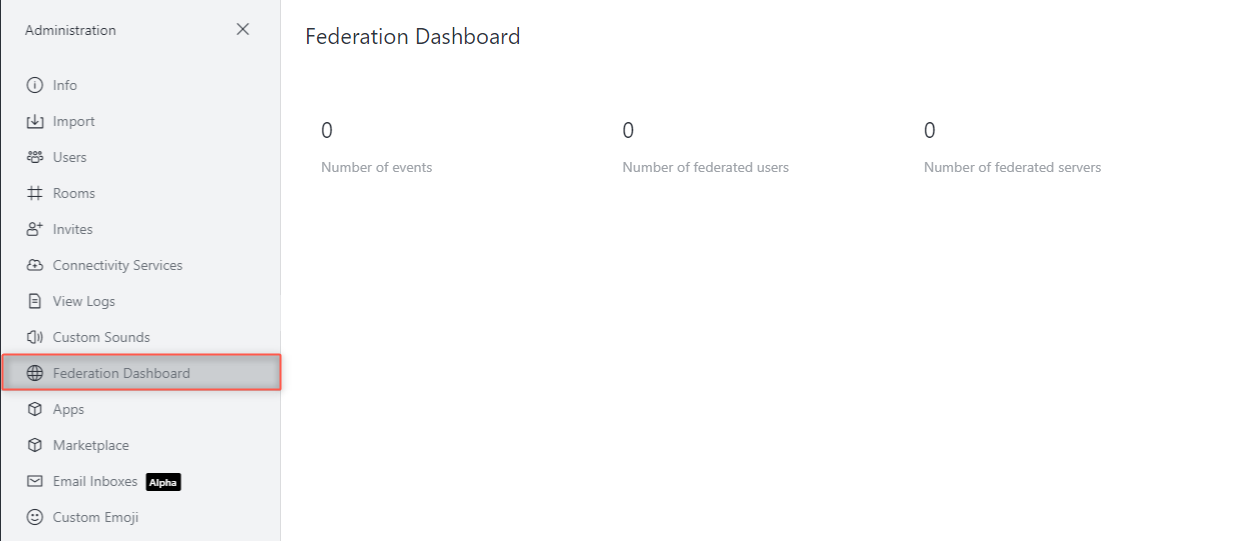 Administration
Info
Import
Users
Rooms
Invites
Connectivity Services
View Logs
Custom Sounds
Federation Dashboard
Apps
Marketplace
Email Inboxes Alpha
Custom Emoji
Federation Dashboard
0
Number of events
0
Number of federated users
0
Number of federated servers